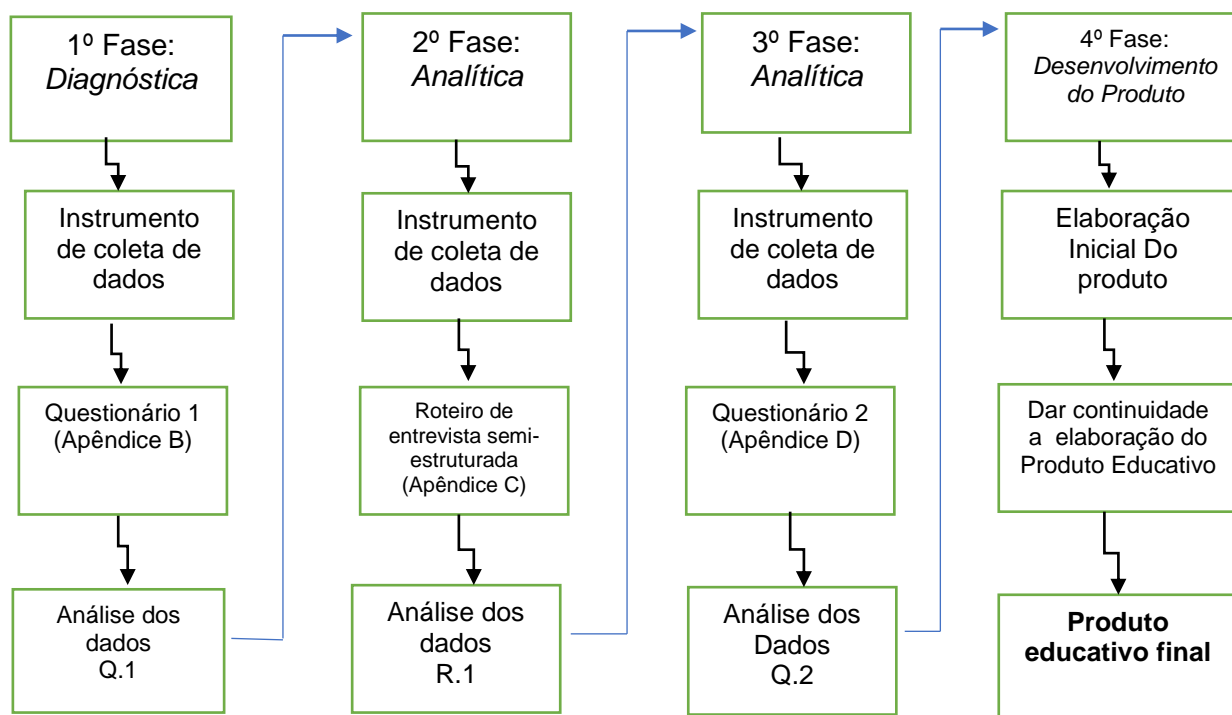 1º Fase:
Diagnóstica
Instrumento
de coleta de
dados
Questionário 1
(Apêndice B)
Análise dos
dados
Q.1
2º Fase:
Analítica
Instrumento
de coleta de
dados
Roteiro de
entrevista semi-
estruturada
(Apêndice C)
Análise dos
dados
R.1
3º Fase:
Analítica
Instrumento
de coleta de
dados
Questionário 2
(Apêndice D)
Análise dos
Dados
Q.2
4º Fase:
Desenvolvimento
do Produto
Elaboração
Inicial Do
produto
Dar continuidade
a elaboração do
Produto Educativo
Produto
educativo final